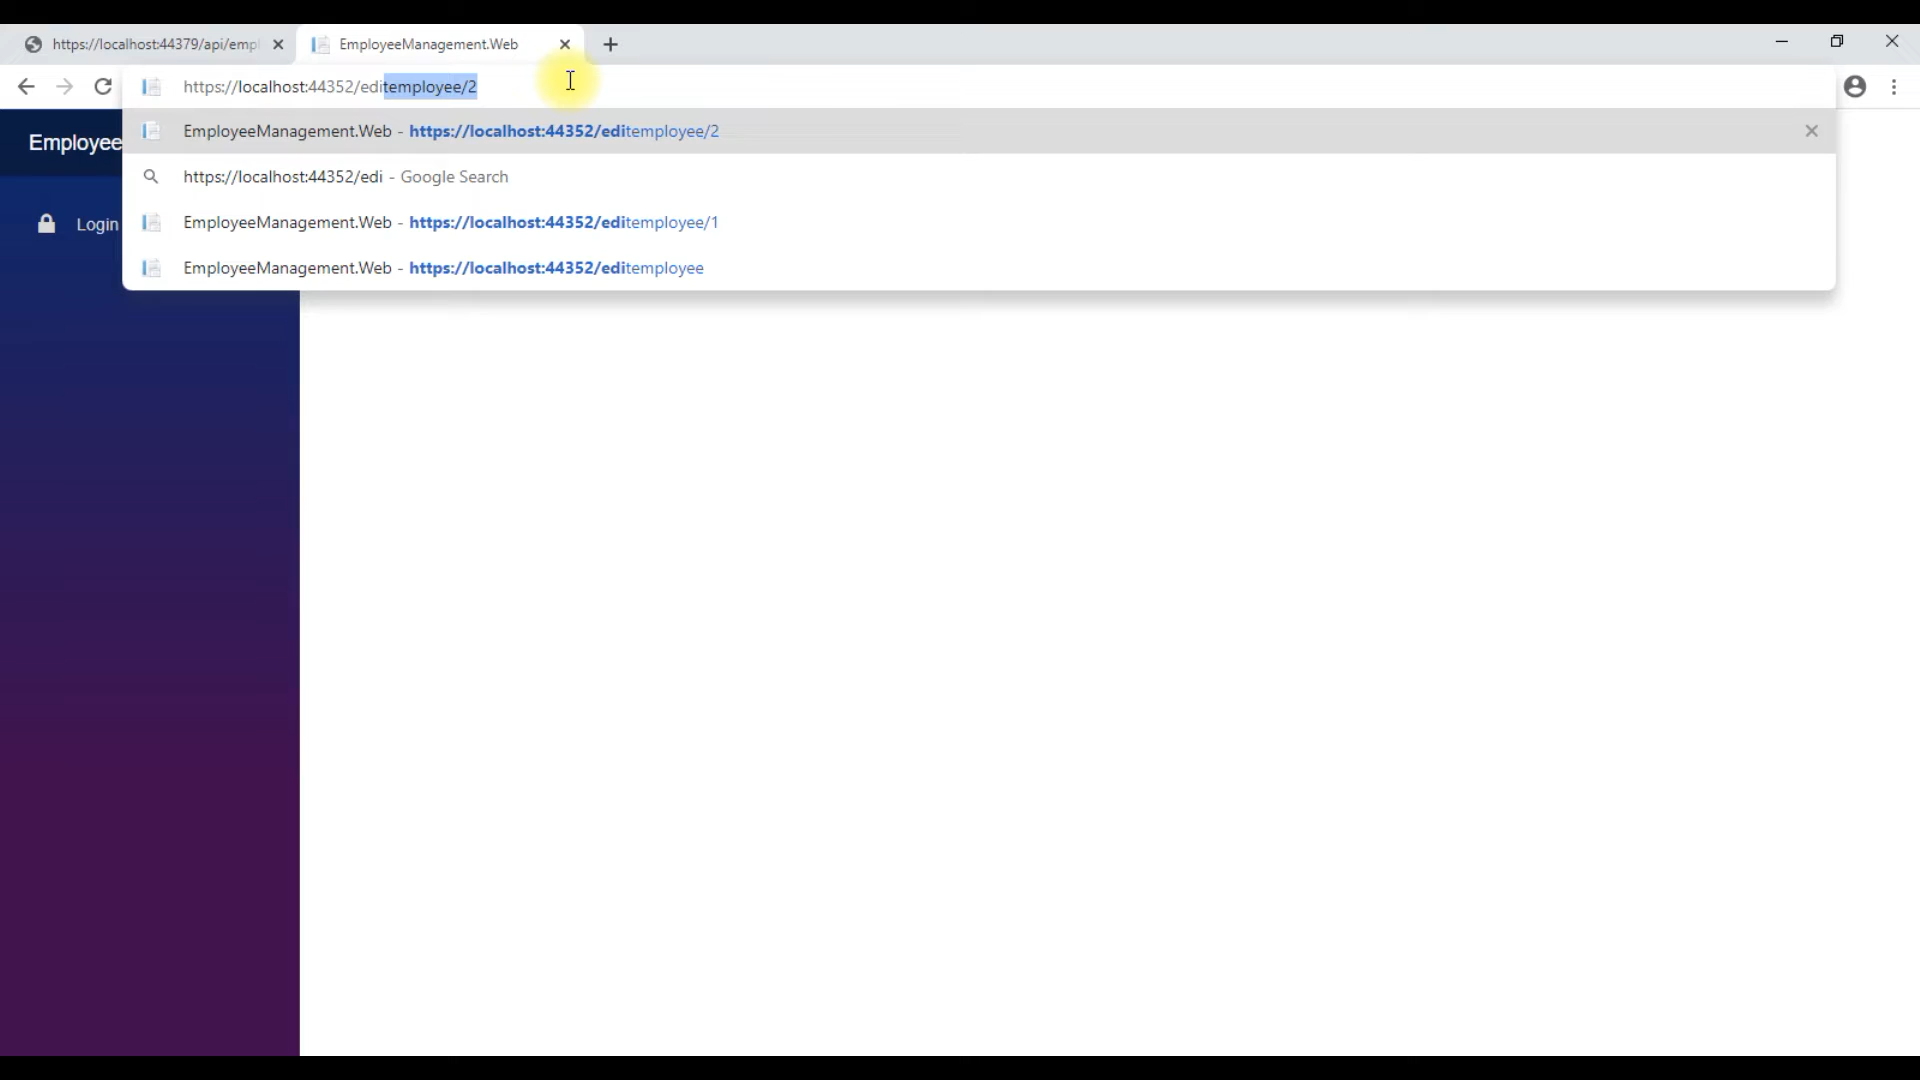 https://localhost:44379/api/empl
EmployeeManagement.Web
https://localhost:44352/editemployee/2
EmployeeManagement.Web - https://localhost:44352/editemployee/2
https://localhost:44352/edi - Google Search
EmployeeManagement.Web - https://localhost:44352/editemployee/1
EmployeeManagement.Web - https://localhost:44352/editemployee
Employee
Login